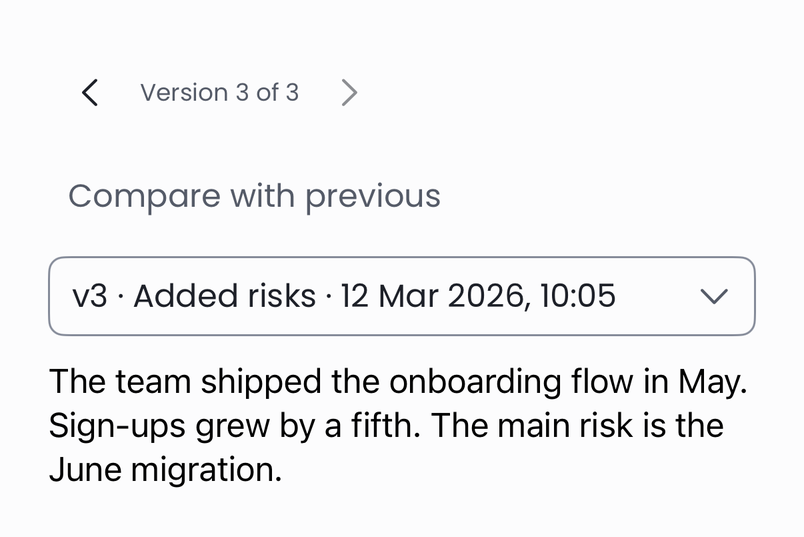 Version 3 of 3
Compare with previous
v3 · Added risks · 12 Mar 2026, 10:05
The team shipped the onboarding flow in May.
Sign-ups grew by a fifth. The main risk is the
June migration.